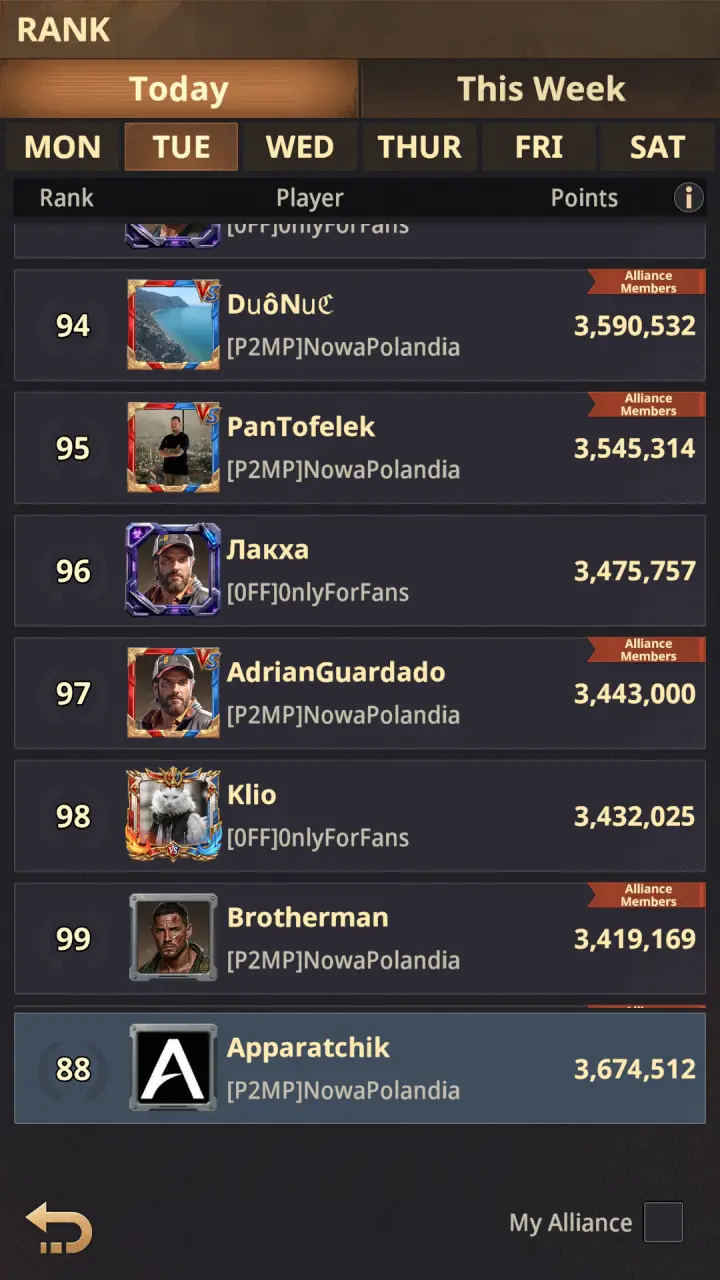 RANK
Today
This Week
MON
TUE
WED
THUR
FRI
SAT
Rank
Player
Points
[0FF]0nlyForFans
94
DuôNuℭ
[P2MP]NowaPolandia
Alliance
Members
3,590,532
95
PanTofelek
[P2MP]NowaPolandia
Alliance
Members
3,545,314
96
Лакха
[0FF]0nlyForFans
3,475,757
97
AdrianGuardado
[P2MP]NowaPolandia
Alliance
Members
3,443,000
98
Klio
[0FF]0nlyForFans
3,432,025
99
Brotherman
[P2MP]NowaPolandia
Alliance
Members
3,419,169
88
Apparatchik
[P2MP]NowaPolandia
3,674,512
My Alliance